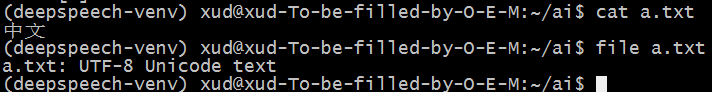 (deepspeech-venv) xud@xud-To-be-filled-by-O-E-M:~/ai$ cat a.txt
中文
(deepspeech-venv) xud@xud-To-be-filled-by-O-E-M:~/ai$ file a.txt
a.txt: UTF-8 Unicode text
(deepspeech-venv) xud@xud-To-be-filled-by-O-E-M:~/ai$